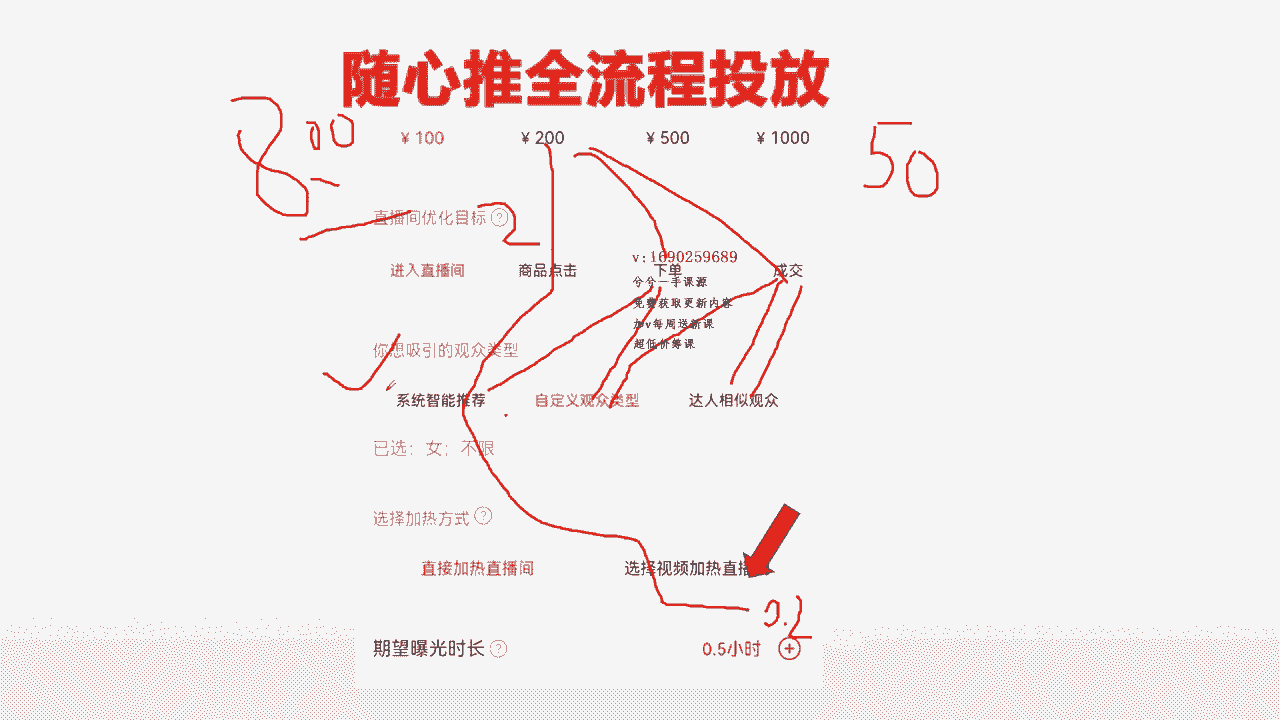 随心推全流程投放
¥ 100 ¥ 200 ¥ 500 ¥ 1000
800
50
直播间优化目标 ?
2
进入直播间 商品点击 下单 成交
v:1690259689
兮兮一手课源
免费获取更新内容
加v每周送新课
超低价筹课
你想吸引的观众类型
系统智能推荐 自定义观众类型 达人相似观众
已选：女；不限
选择加热方式 ?
直接加热直播间 选择视频加热直播
0.2
期望曝光时长 ? 0.5小时 +